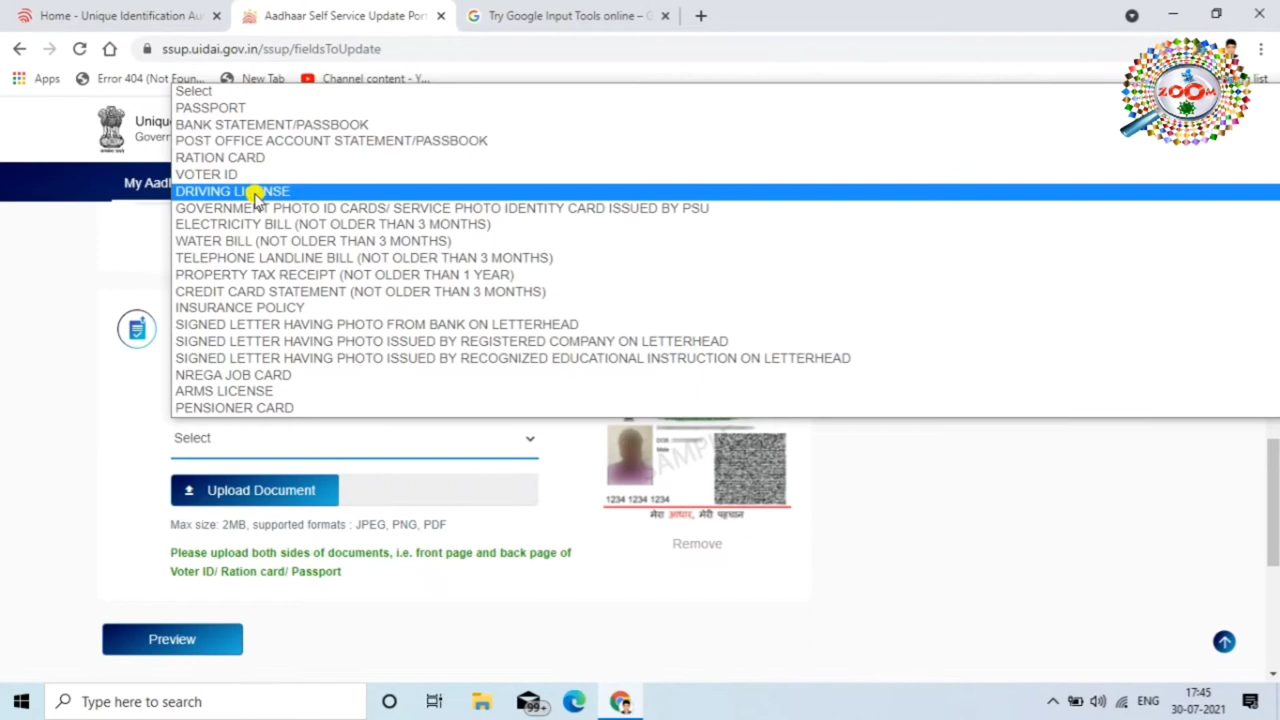 Home - Unique Identification Au
Aadhaar Self Service Update Port
Try Google Input Tools online – G
ssup.uidai.gov.in/ssup/fieldsToUpdate
Apps
Error 404 (Not Foun...
New Tab
Channel content - Y...
list
ZOOM
Uniqu
Govern
My Aadh
Select
PASSPORT
BANK STATEMENT/PASSBOOK
POST OFFICE ACCOUNT STATEMENT/PASSBOOK
RATION CARD
VOTER ID
DRIVING LICENSE
GOVERNMENT PHOTO ID CARDS/ SERVICE PHOTO IDENTITY CARD ISSUED BY PSU
ELECTRICITY BILL (NOT OLDER THAN 3 MONTHS)
WATER BILL (NOT OLDER THAN 3 MONTHS)
TELEPHONE LANDLINE BILL (NOT OLDER THAN 3 MONTHS)
PROPERTY TAX RECEIPT (NOT OLDER THAN 1 YEAR)
CREDIT CARD STATEMENT (NOT OLDER THAN 3 MONTHS)
INSURANCE POLICY
SIGNED LETTER HAVING PHOTO FROM BANK ON LETTERHEAD
SIGNED LETTER HAVING PHOTO ISSUED BY REGISTERED COMPANY ON LETTERHEAD
SIGNED LETTER HAVING PHOTO ISSUED BY RECOGNIZED EDUCATIONAL INSTRUCTION ON LETTERHEAD
NREGA JOB CARD
ARMS LICENSE
PENSIONER CARD
Select
Upload Document
Max size: 2MB, supported formats : JPEG, PNG, PDF
Please upload both sides of documents, i.e. front page and back page of
Voter ID/ Ration card/ Passport
DOB:
Male
1234 1234 1234
मेरा आधार, मेरी पहचान
Remove
Preview
Type here to search
99+
ENG
17:45
30-07-2021